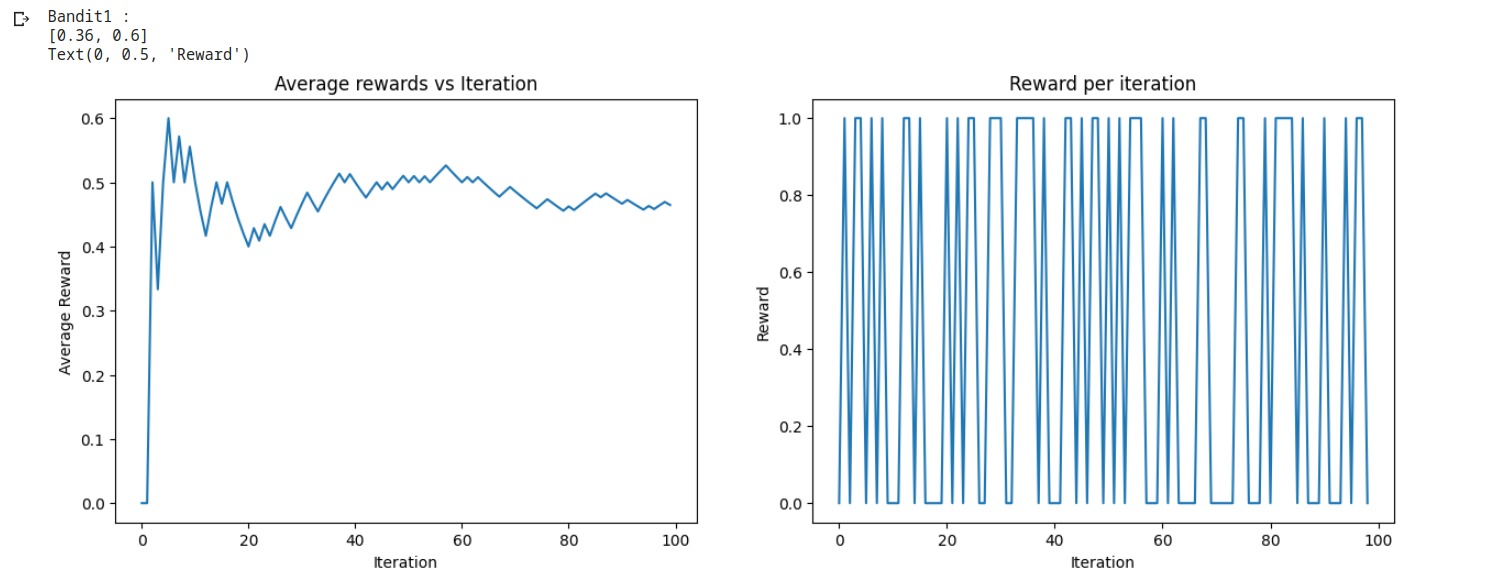 Bandit1 :
[0.36, 0.6]
Text(0, 0.5, 'Reward')
Average rewards vs Iteration
0.6
0.5
0.4
0.3
0.2
0.1
0.0
Average Reward
0 20 40 60 80 100
Iteration
Reward per iteration
1.0
0.8
0.6
0.4
0.2
0.0
Reward
0 20 40 60 80 100
Iteration